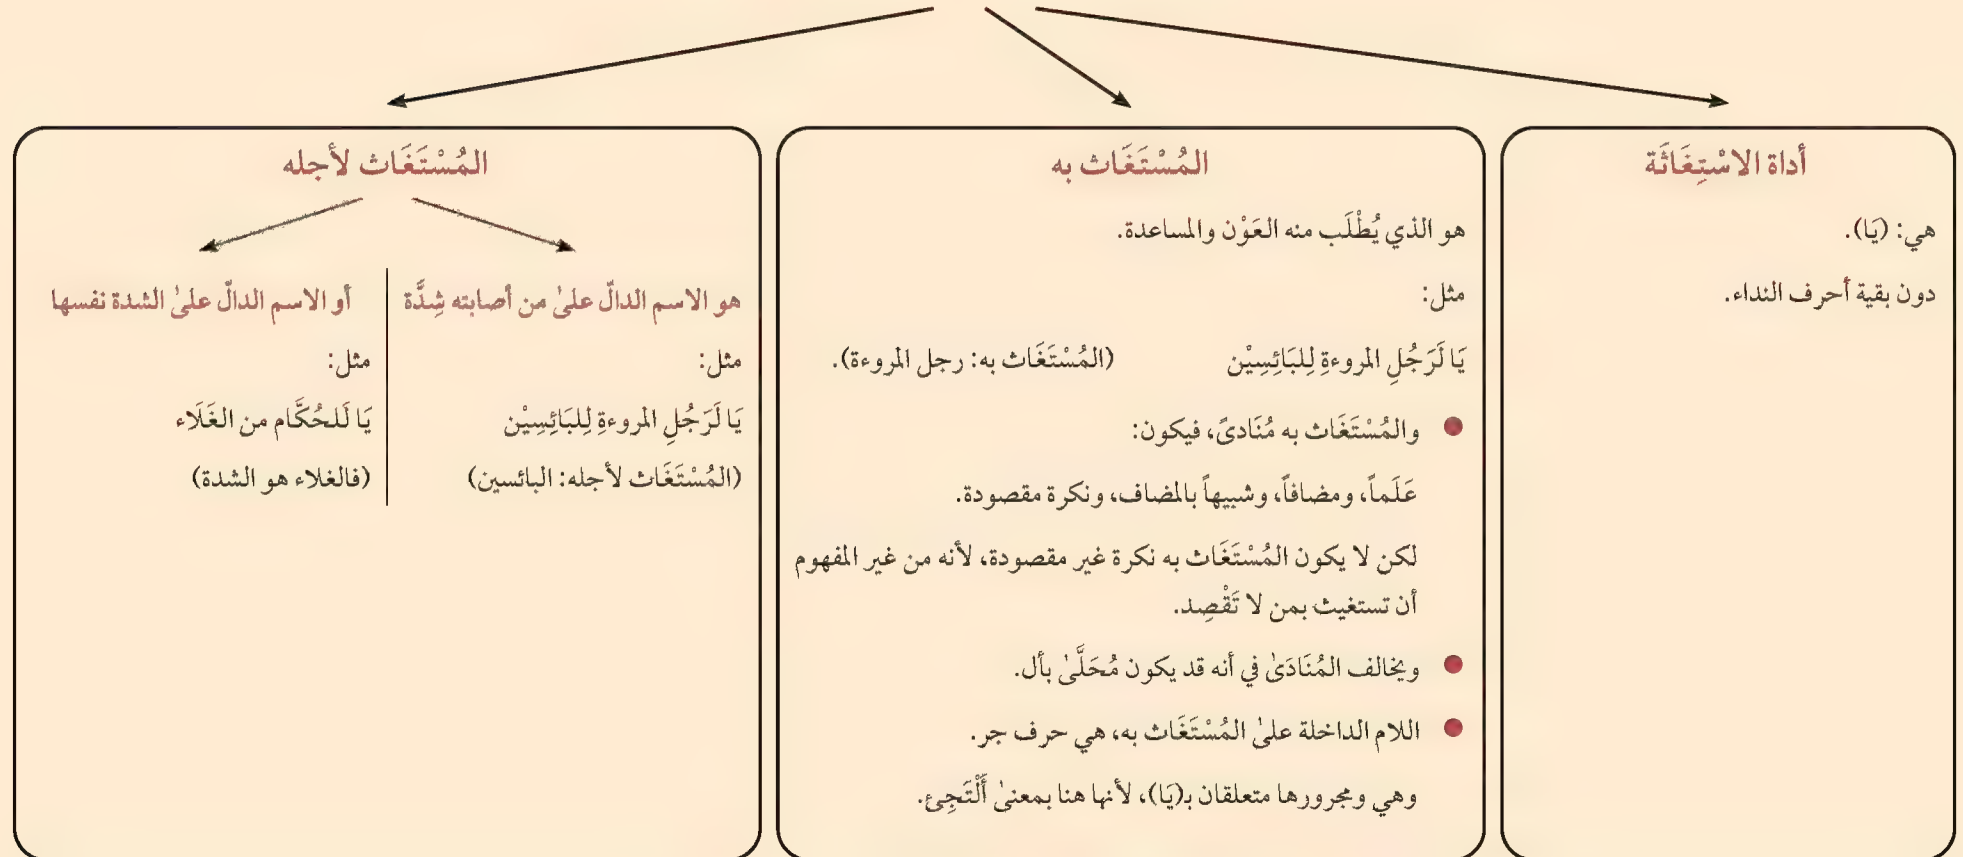 أداة الاسْتِغَاثَة
هي: (يَا).
دون بقية أحرف النداء.
المُسْتَغَاث به
هو الذي يُطْلَب منه العَوْن والمساعدة.
مثل:
يَا لَرَجُلِ المروءةِ لِلبَائِسِيْن (المُسْتَغَاث به: رجل المروءة).
والمُسْتَغَاث به مُنَادىً، فيكون:
عَلَماً، ومضافاً، وشبيهاً بالمضاف، ونكرة مقصودة.
لكن لا يكون المُسْتَغَاث به نكرة غير مقصودة، لأنه من غير المفهوم
أن تستغيث بمن لا تَقْصِد.
ويخالف المُنَادَىٰ في أنه قد يكون مُحَلَّىٰ بأل.
اللام الداخلة علىٰ المُسْتَغَاث به، هي حرف جر.
وهي ومجرورها متعلقان بـ(يَا)، لأنها هنا بمعنىٰ أَلْتَجِئ.
المُسْتَغَاث لأجله
هو الاسم الدالّ علىٰ من أصابته شِدَّة
مثل:
يَا لَرَجُلِ المروءةِ لِلبَائِسِيْن
(المُسْتَغَاث لأجله: البائسين)
أو الاسم الدالّ علىٰ الشدة نفسها
مثل:
يَا لَلحُكَّام من الغَلَاء
(فالغلاء هو الشدة)